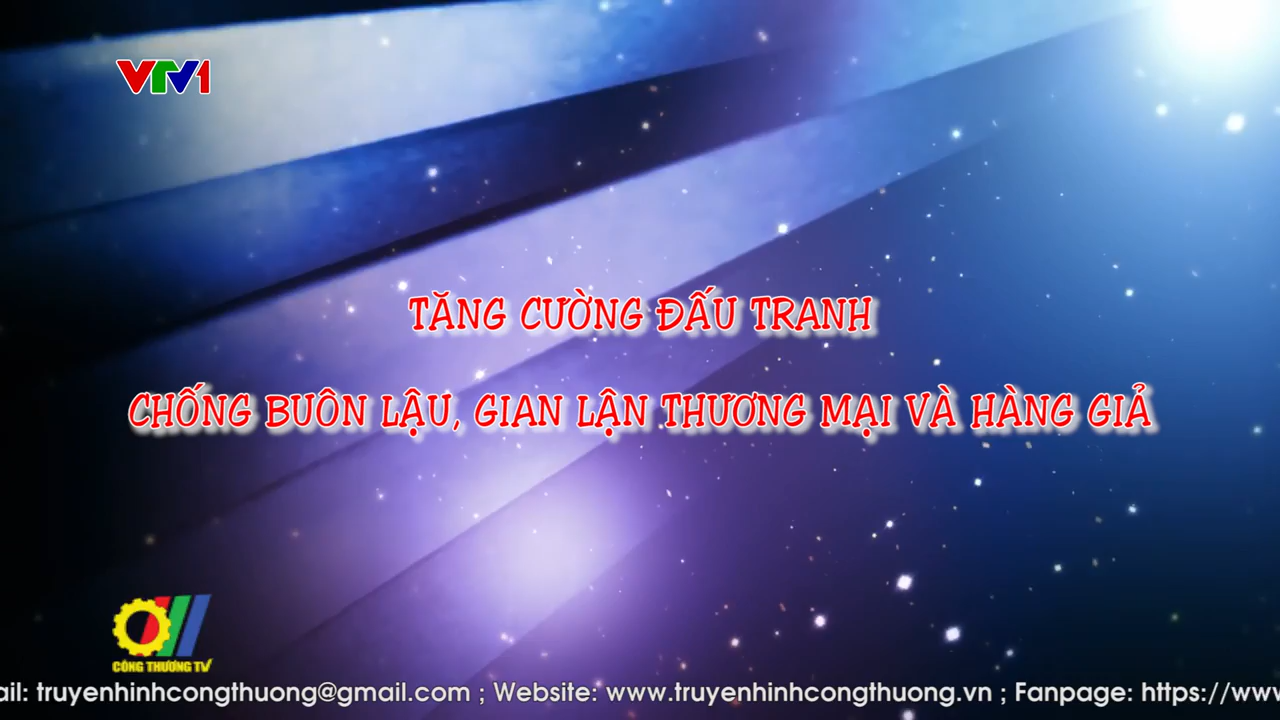 VTV1
TĂNG CƯỜNG ĐẤU TRANH
CHỐNG BUÔN LẬU, GIAN LẬN THƯƠNG MẠI VÀ HÀNG GIẢ
CÔNG THƯƠNG TV
ail: truyenhinhcongthuong@gmail.com ; Website: www.truyenhinhcongthuong.vn ; Fanpage: https://www